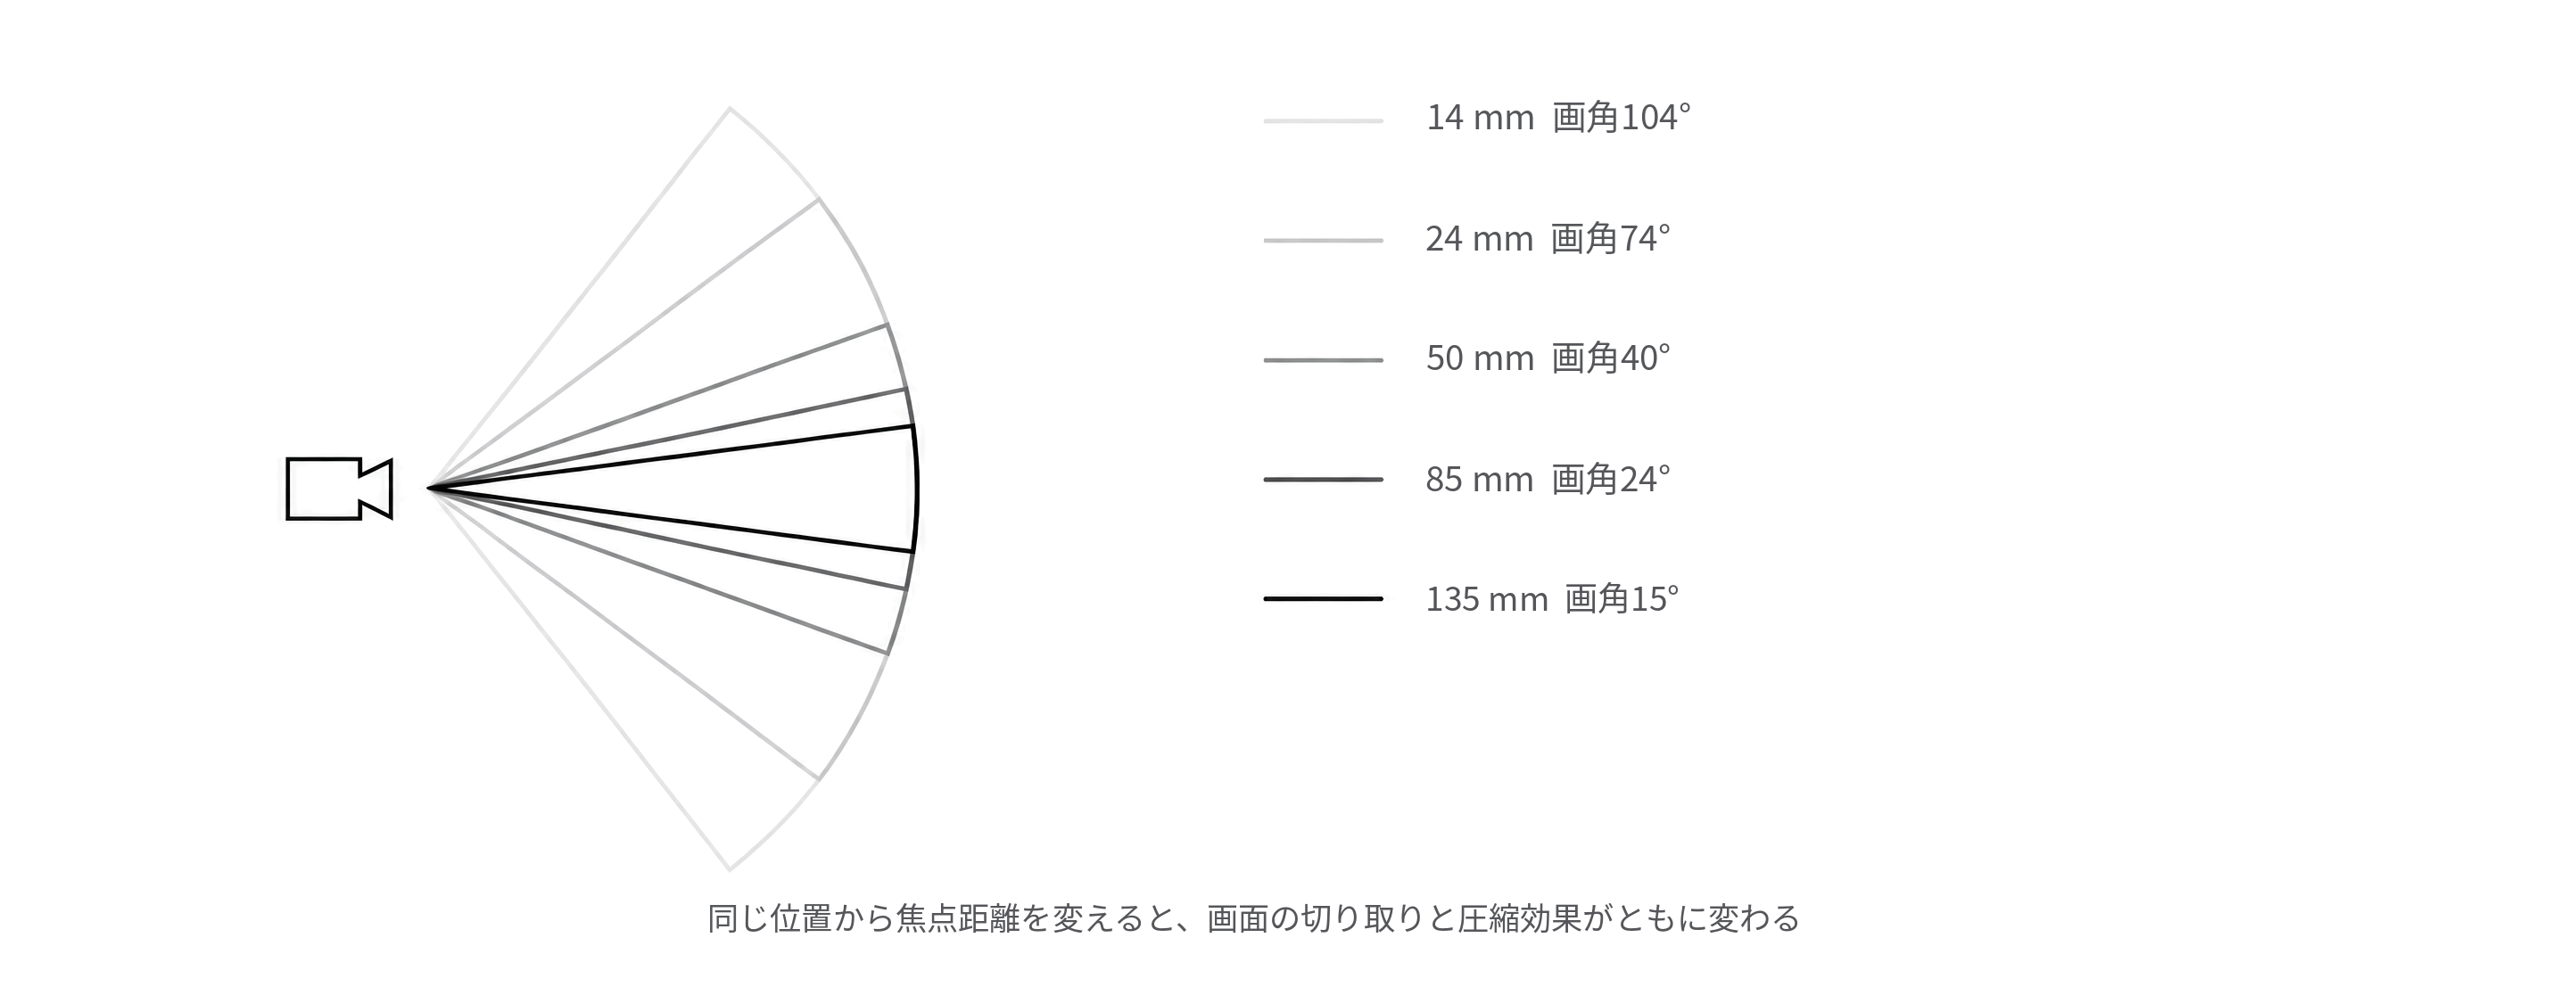 14 mm 画角104°
24 mm 画角74°
50 mm 画角40°
85 mm 画角24°
135 mm 画角15°
同じ位置から焦点距離を変えると、画面の切り取りと圧縮効果がともに変わる